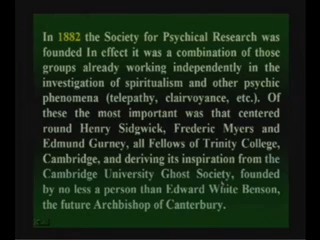 In 1882 the Society for Psychical Research was
founded In effect it was a combination of those
groups already working independently in the
investigation of spiritualism and other psychic
phenomena (telepathy, clairvoyance, etc.). Of
these the most important was that centered
round Henry Sidgwick, Frederic Myers and
Edmund Gurney, all Fellows of Trinity College,
Cambridge, and deriving its inspiration from the
Cambridge University Ghost Society, founded
by no less a person than Edward White Benson,
the future Archbishop of Canterbury.